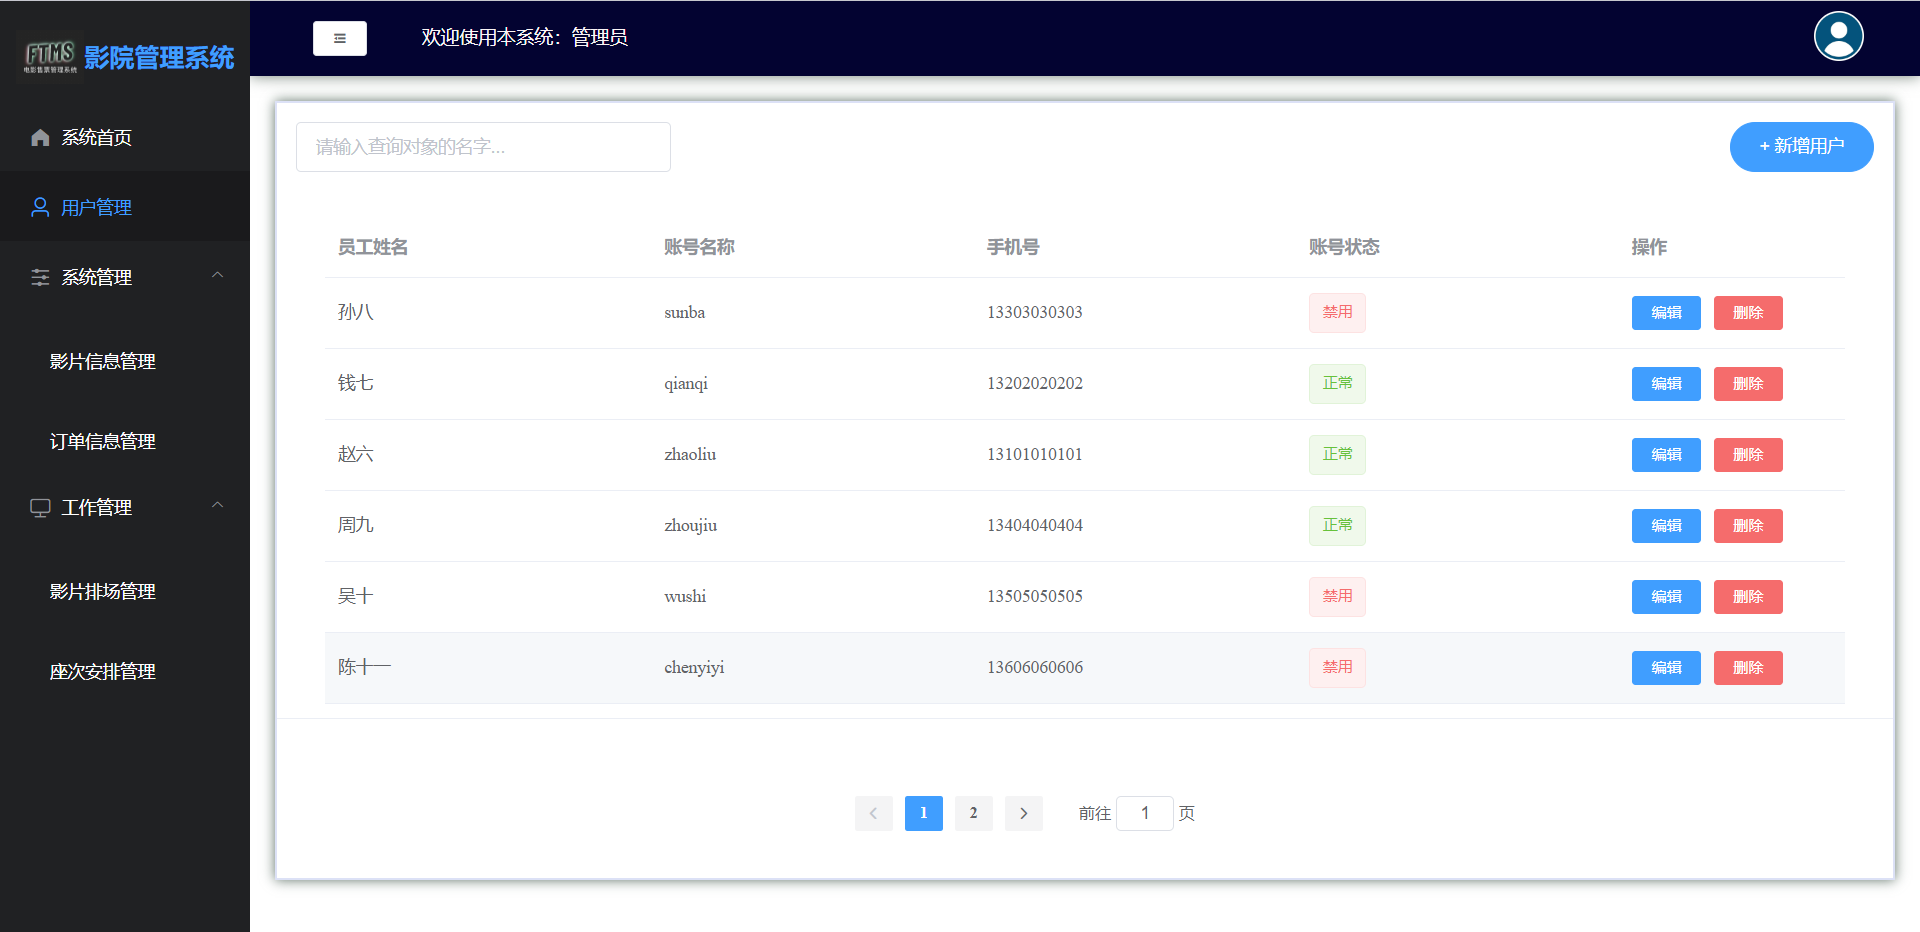 FTMS
电影售票管理系统
影院管理系统
欢迎使用本系统：管理员
系统首页
用户管理
系统管理
影片信息管理
订单信息管理
工作管理
影片排场管理
座次安排管理
请输入查询对象的名字...
+ 新增用户
员工姓名 账号名称 手机号 账号状态 操作
孙八 sunba 13303030303 禁用 编辑 删除
钱七 qianqi 13202020202 正常 编辑 删除
赵六 zhaoliu 13101010101 正常 编辑 删除
周九 zhoujiu 13404040404 正常 编辑 删除
吴十 wushi 13505050505 禁用 编辑 删除
陈十一 chenyiyi 13606060606 禁用 编辑 删除
1 2 前往 1 页